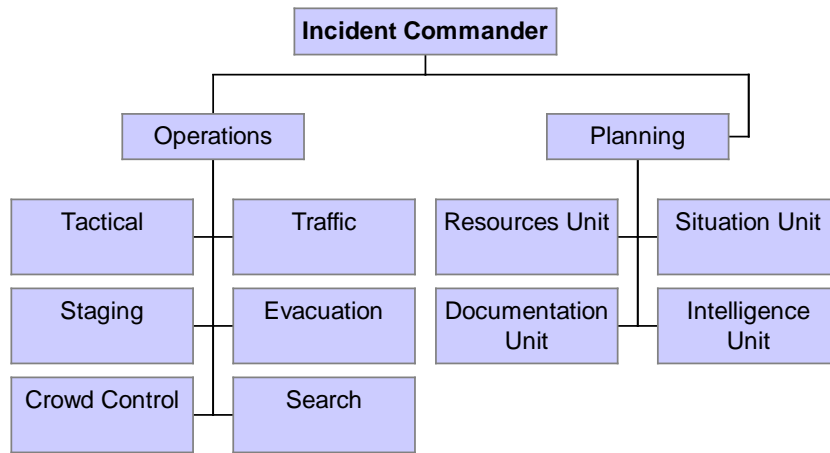 Incident Commander
Operations
Planning
Tactical
Traffic
Resources Unit
Situation Unit
Staging
Evacuation
Documentation
Unit
Intelligence
Unit
Crowd Control
Search